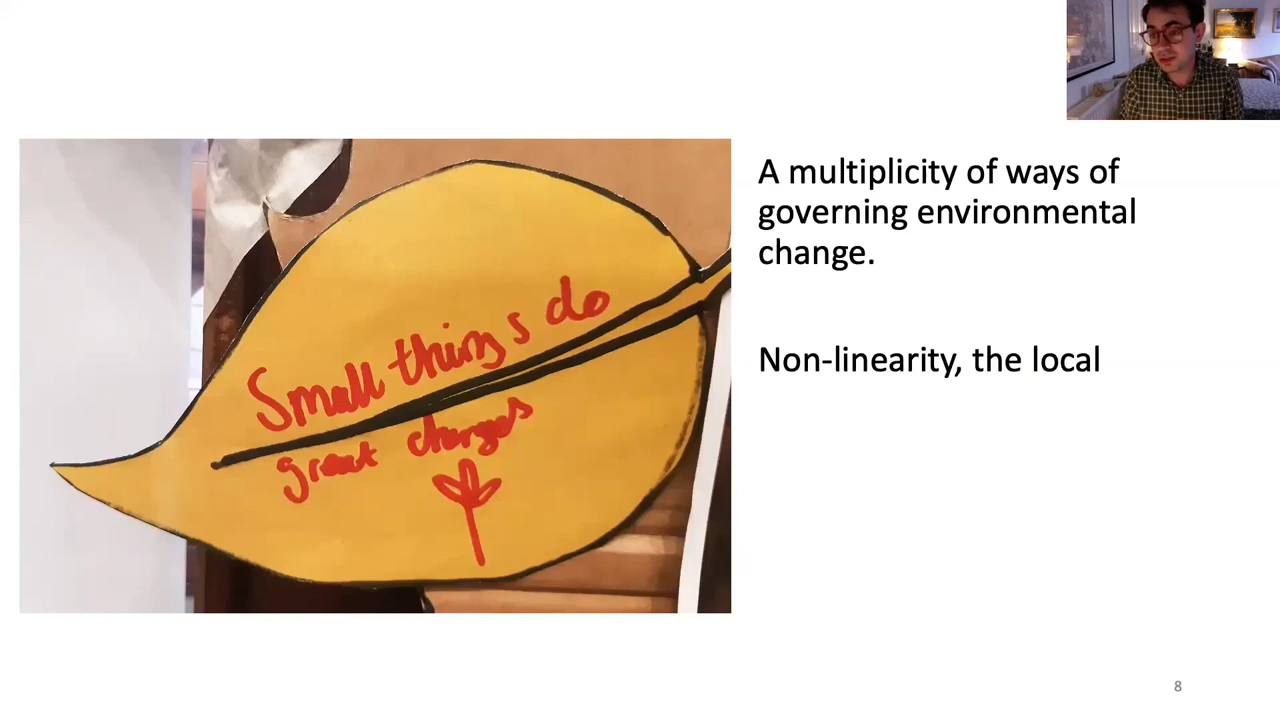 A multiplicity of ways of
governing environmental
change.
Non-linearity, the local
Small things do
great changes
8